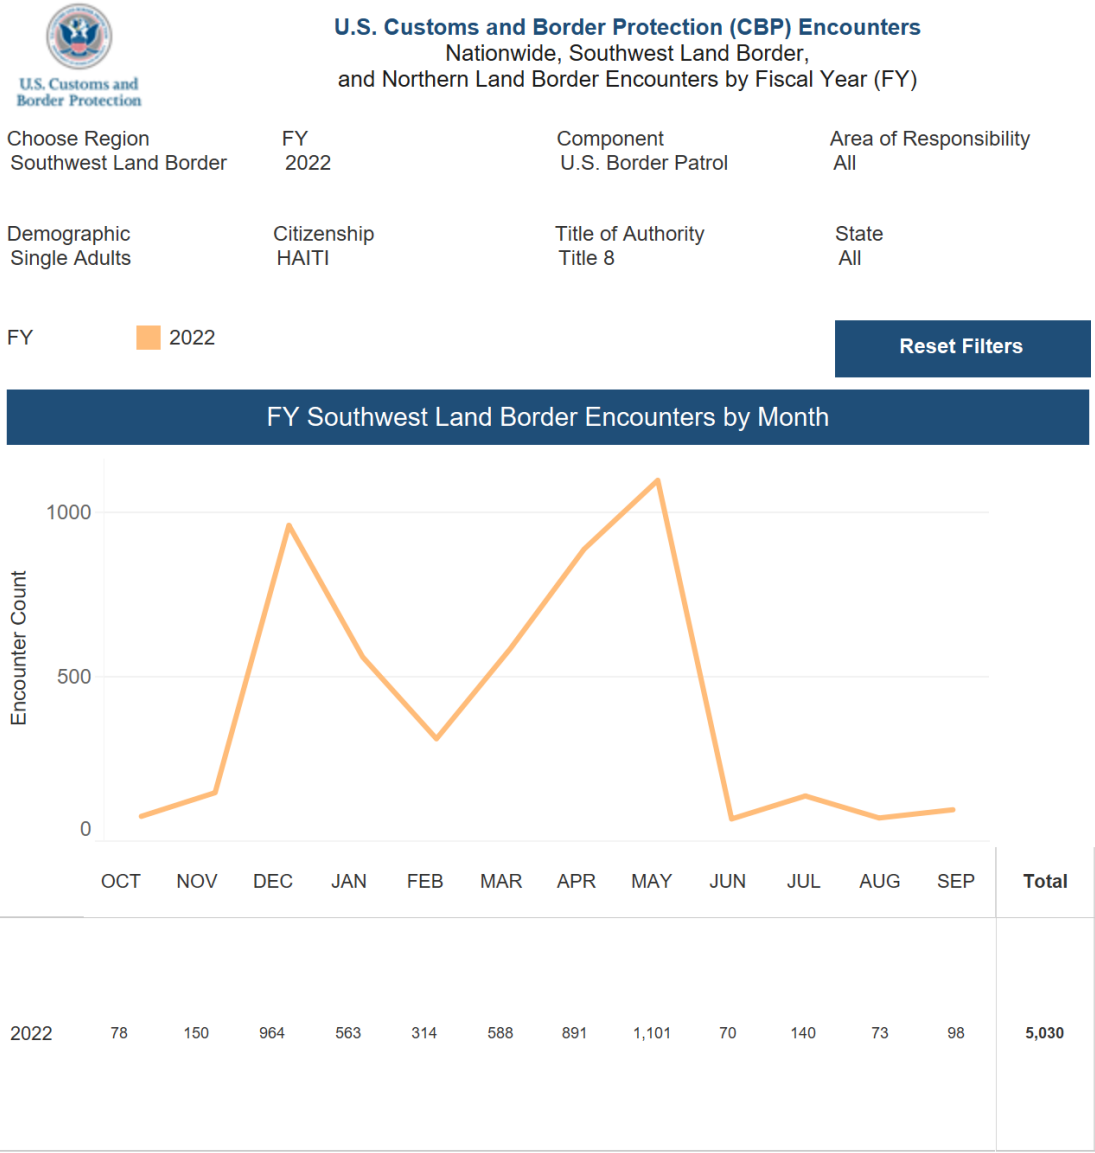 U.S. Customs and
Border Protection
U.S. Customs and Border Protection (CBP) Encounters
Nationwide, Southwest Land Border,
and Northern Land Border Encounters by Fiscal Year (FY)
Choose Region FY Component Area of Responsibility
Southwest Land Border 2022 U.S. Border Patrol All
Demographic Citizenship Title of Authority State
Single Adults HAITI Title 8 All
FY 2022
Reset Filters
FY Southwest Land Border Encounters by Month
Encounter Count
1000
500
0
OCT NOV DEC JAN FEB MAR APR MAY JUN JUL AUG SEP Total
2022 78 150 964 563 314 588 891 1,101 70 140 73 98 5,030